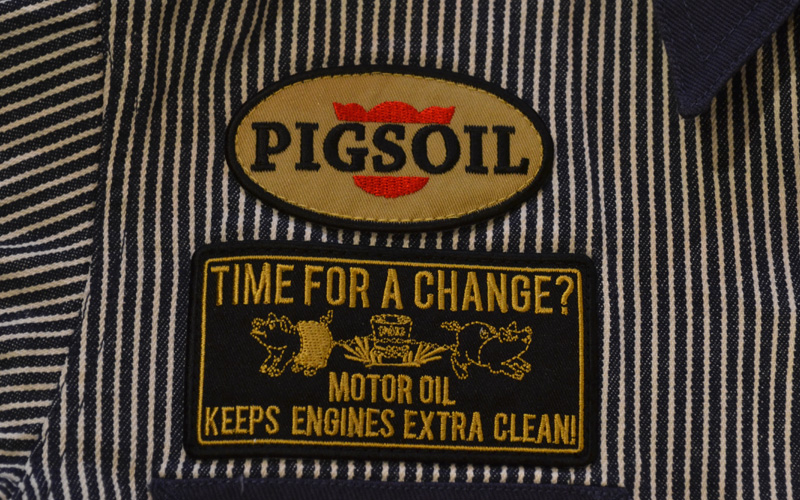 PIGSOIL
TIME FOR A CHANGE?
MOTOR OIL
KEEPS ENGINES EXTRA CLEAN!